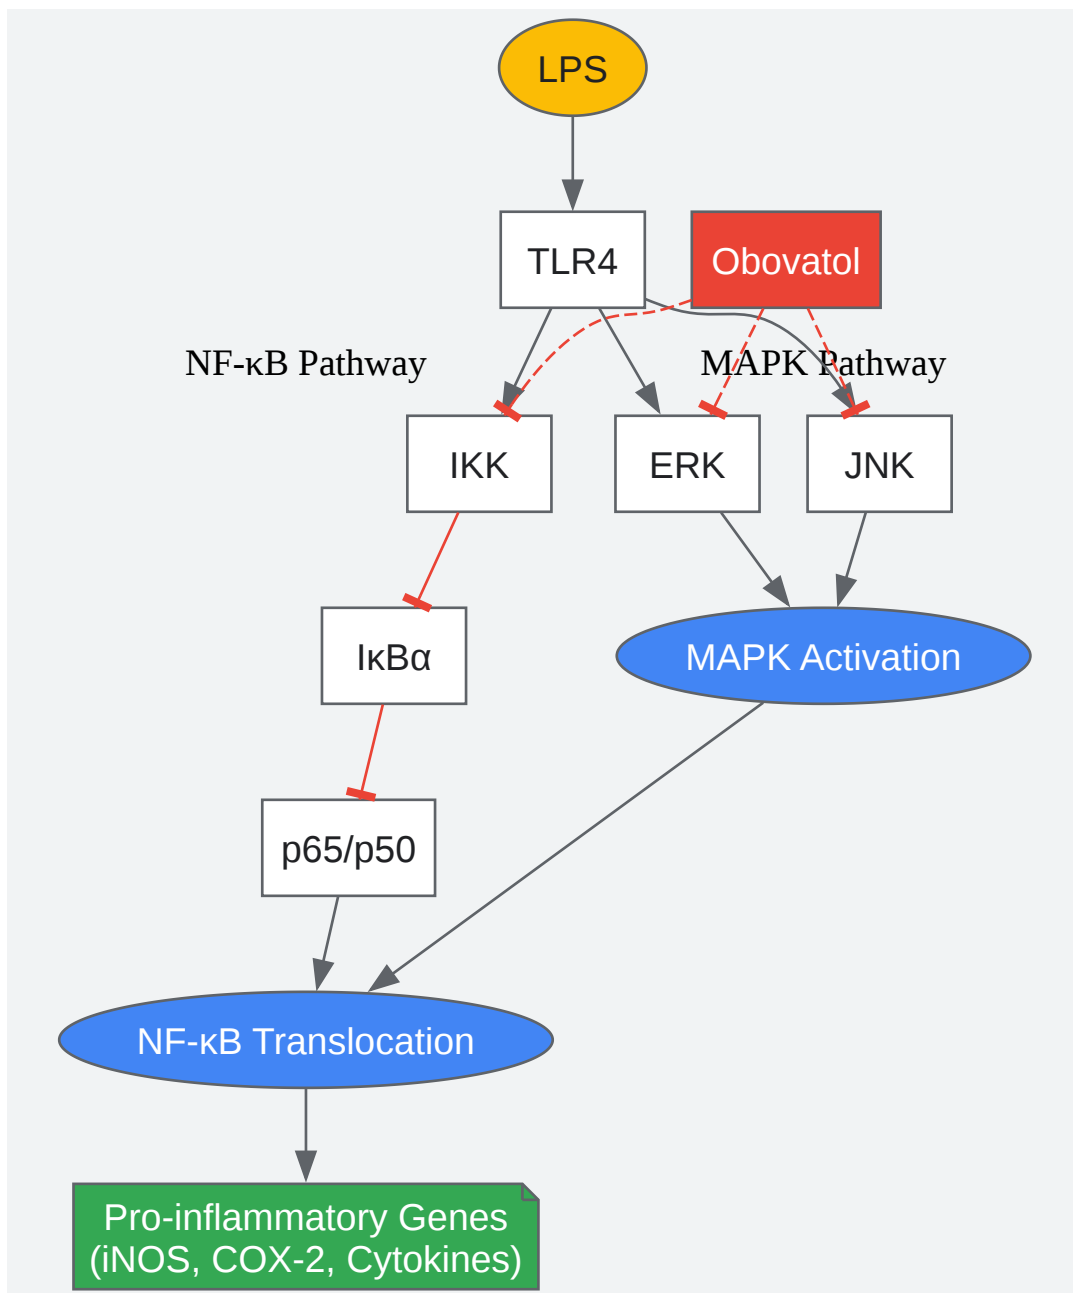 LPS
TLR4
Obovatol
NF-κB Pathway
MAPK Pathway
IKK
ERK
JNK
IκBα
MAPK Activation
p65/p50
NF-κB Translocation
Pro-inflammatory Genes
(iNOS, COX-2, Cytokines)